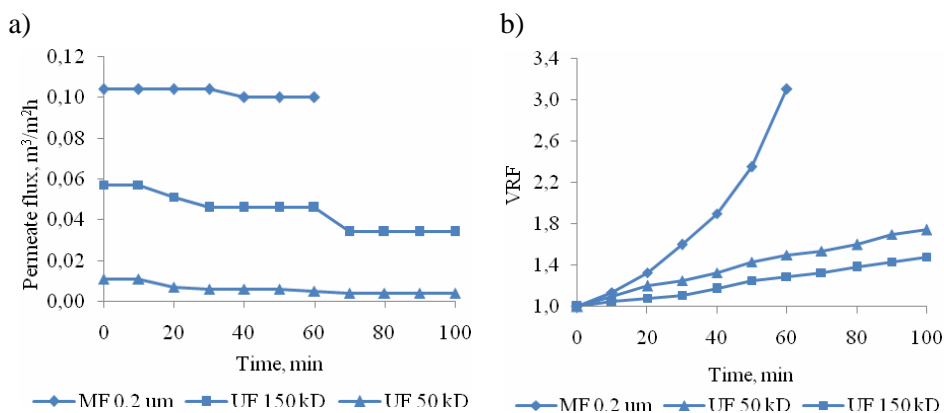 a)
0,12
0,10
0,08
0,06
0,04
0,02
0,00
Permeate flux, m³/m²h
0 20 40 60 80 100
Time, min
MF 0.2 um UF 150 kD UF 50 kD
b)
3,4
3,0
2,6
2,2
1,8
1,4
1,0
VRF
0 20 40 60 80 100
Time, min
MF 0.2 um UF 50 kD UF 150 kD